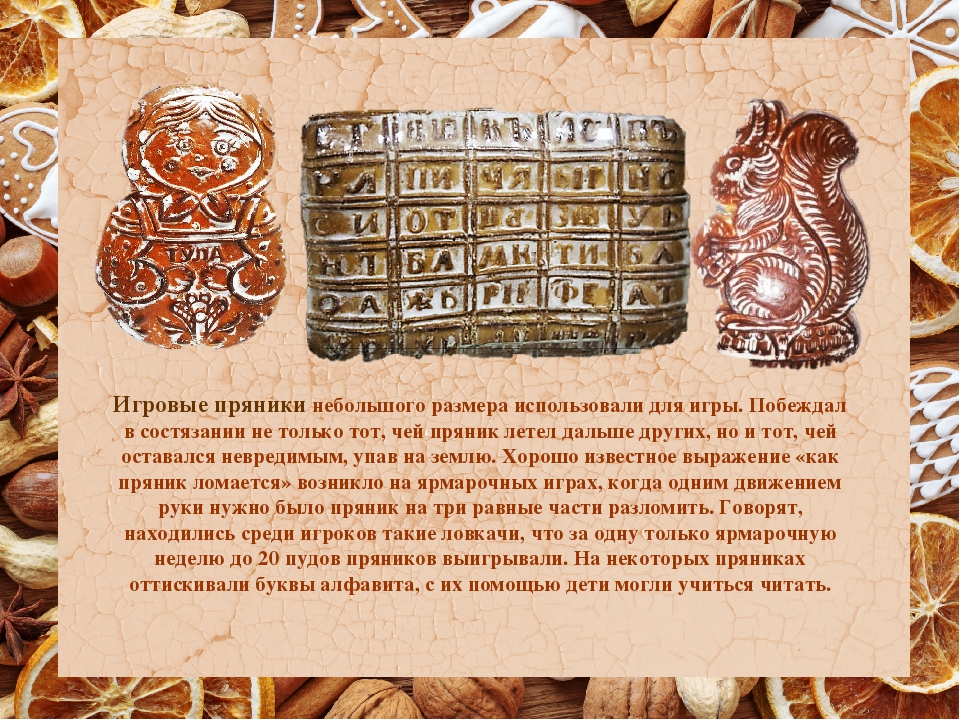 ТУЛА
Игровые пряники небольшого размера использовали для игры. Побеждал
в состязании не только тот, чей пряник летел дальше других, но и тот, чей
оставался невредимым, упав на землю. Хорошо известное выражение «как
пряник ломается» возникло на ярмарочных играх, когда одним движением
руки нужно было пряник на три равные части разломить. Говорят,
находились среди игроков такие ловкачи, что за одну только ярмарочную
неделю до 20 пудов пряников выигрывали. На некоторых пряниках
оттискивали буквы алфавита, с их помощью дети могли учиться читать.